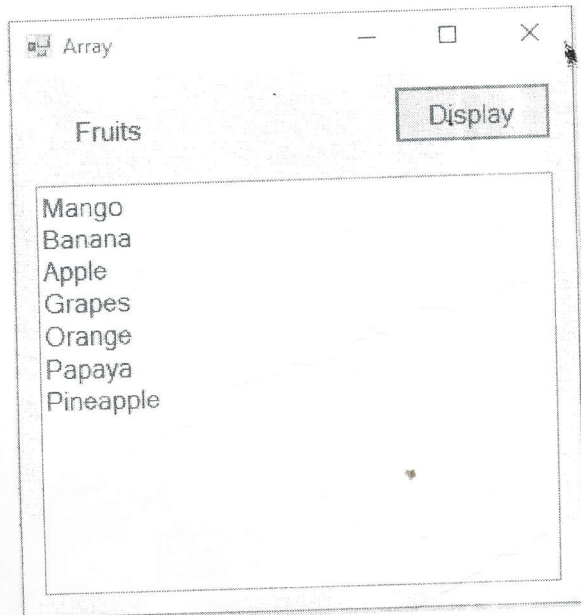 Array
Fruits
Display
Mango
Banana
Apple
Grapes
Orange
Papaya
Pineapple